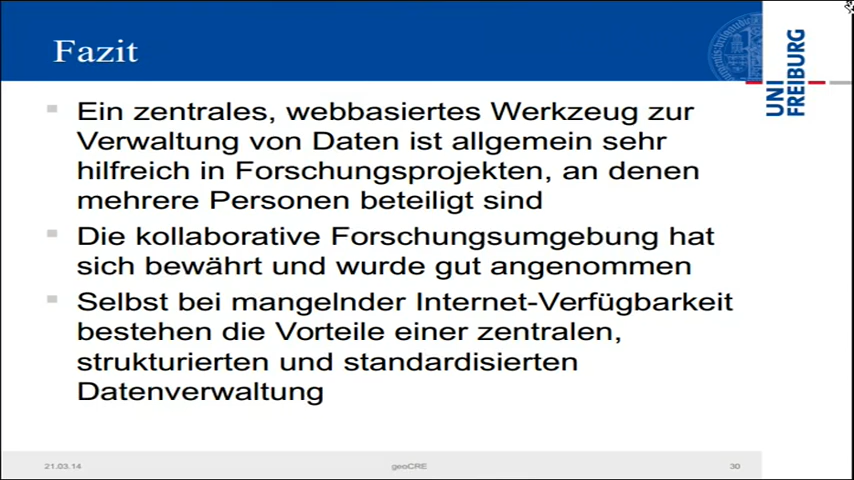 Fazit
UNI
FREIBURG
Ein zentrales, webbasiertes Werkzeug zur
Verwaltung von Daten ist allgemein sehr
hilfreich in Forschungsprojekten, an denen
mehrere Personen beteiligt sind
Die kollaborative Forschungsumgebung hat
sich bewährt und wurde gut angenommen
Selbst bei mangelnder Internet-Verfügbarkeit
bestehen die Vorteile einer zentralen,
strukturierten und standardisierten
Datenverwaltung
21.03.14
geoCRE
30